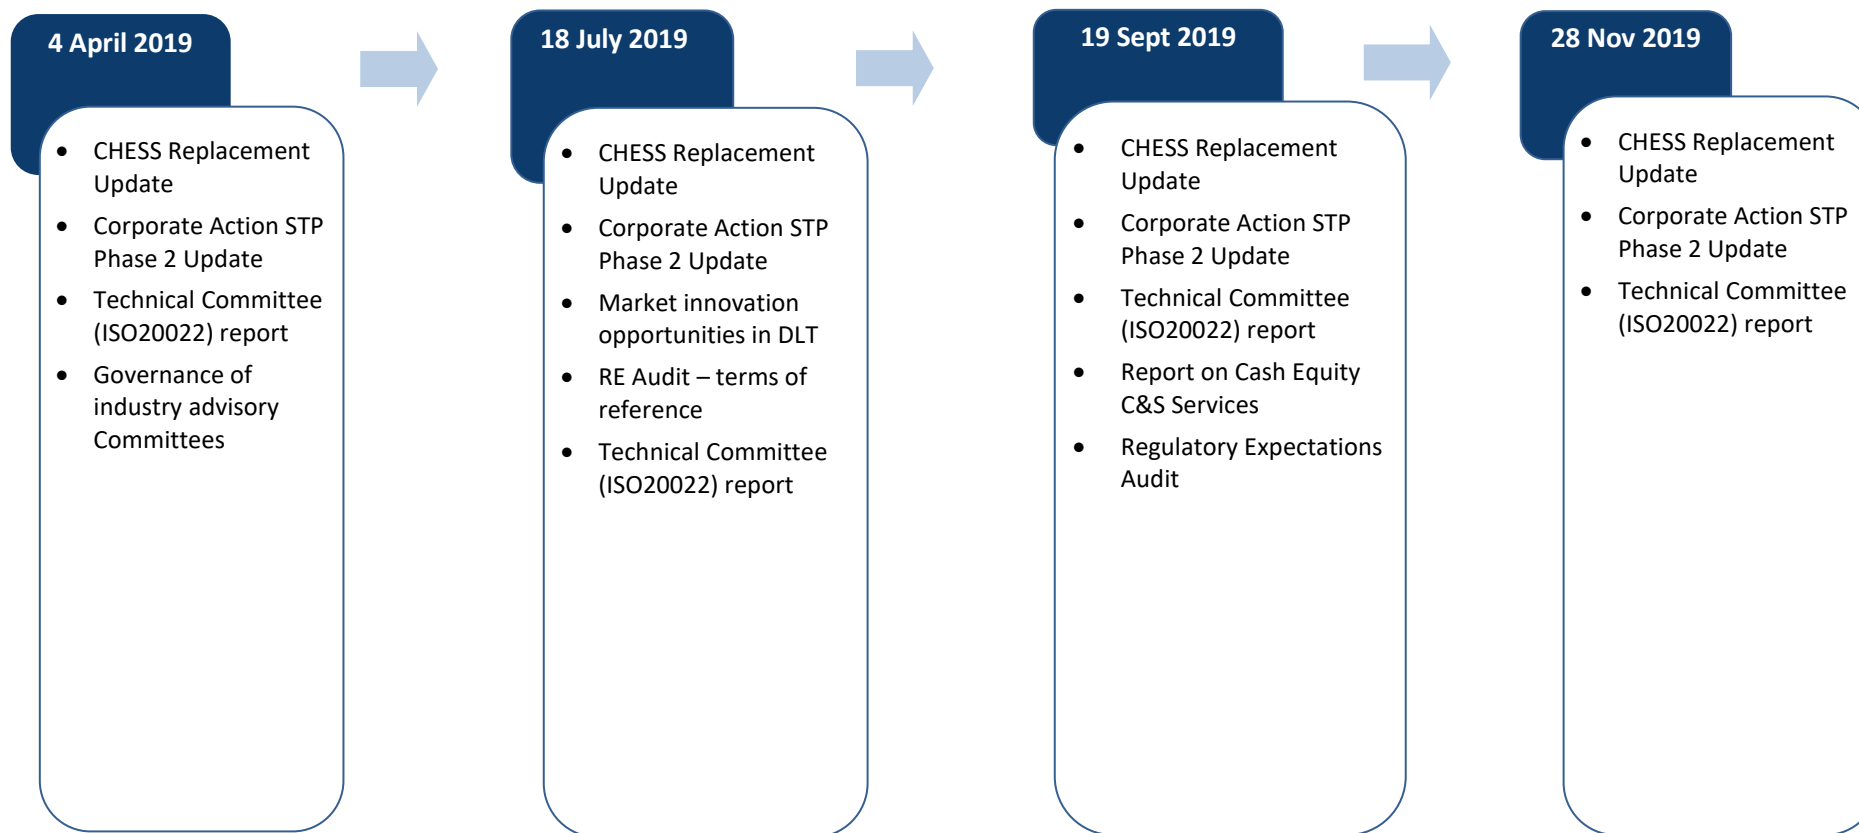 4 April 2019
• CHESS Replacement
Update
• Corporate Action STP
Phase 2 Update
• Technical Committee
(ISO20022) report
• Governance of
industry advisory
Committees
18 July 2019
• CHESS Replacement
Update
• Corporate Action STP
Phase 2 Update
• Market innovation
opportunities in DLT
• RE Audit – terms of
reference
• Technical Committee
(ISO20022) report
19 Sept 2019
• CHESS Replacement
Update
• Corporate Action STP
Phase 2 Update
• Technical Committee
(ISO20022) report
• Report on Cash Equity
C&S Services
• Regulatory Expectations
Audit
28 Nov 2019
• CHESS Replacement
Update
• Corporate Action STP
Phase 2 Update
• Technical Committee
(ISO20022) report